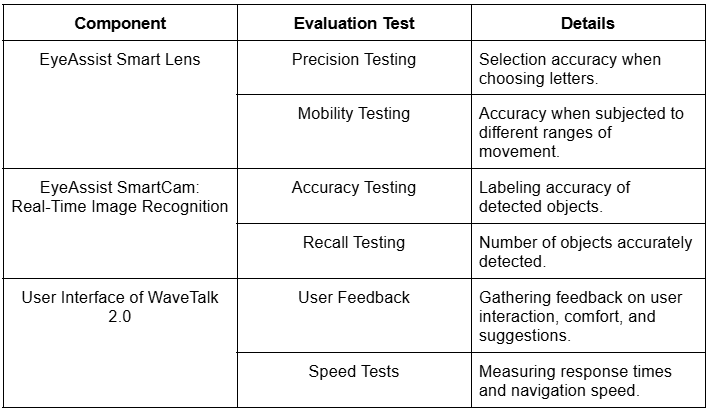 Component Evaluation Test Details
EyeAssist Smart Lens Precision Testing Selection accuracy when
choosing letters.
Mobility Testing Accuracy when subjected to
different ranges of
movement.
EyeAssist SmartCam: Accuracy Testing Labeling accuracy of
Real-Time Image Recognition detected objects.
Recall Testing Number of objects accurately
detected.
User Interface of WaveTalk User Feedback Gathering feedback on user
2.0 interaction, comfort, and
suggestions.
Speed Tests Measuring response times
and navigation speed.